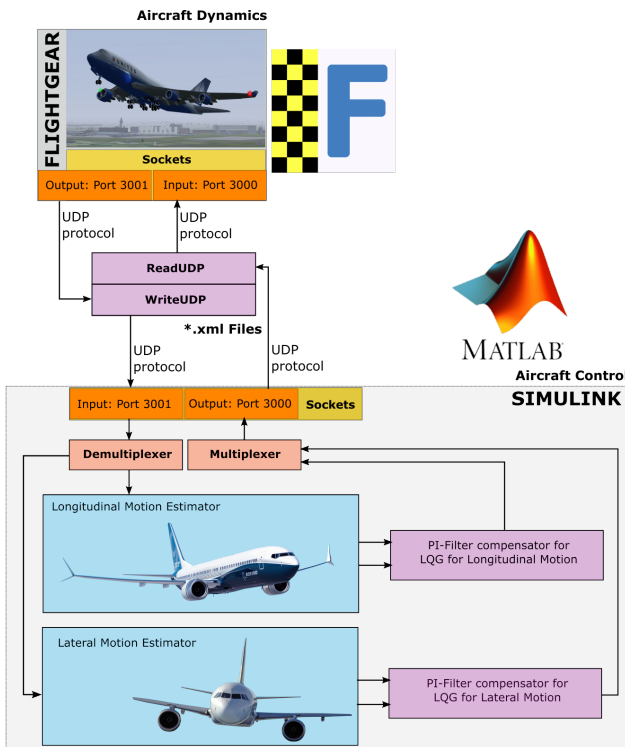 Aircraft Dynamics
FLIGHTGEAR
F
Sockets
Output: Port 3001
Input: Port 3000
UDP
protocol
UDP
protocol
ReadUDP
WriteUDP
*.xml Files
UDP
protocol
UDP
protocol
MATLAB
Aircraft Control
SIMULINK
Input: Port 3001
Output: Port 3000
Sockets
Demultiplexer
Multiplexer
Longitudinal Motion Estimator
PI-Filter compensator for
LQG for Longitudinal Motion
Lateral Motion Estimator
PI-Filter compensator for
LQG for Lateral Motion